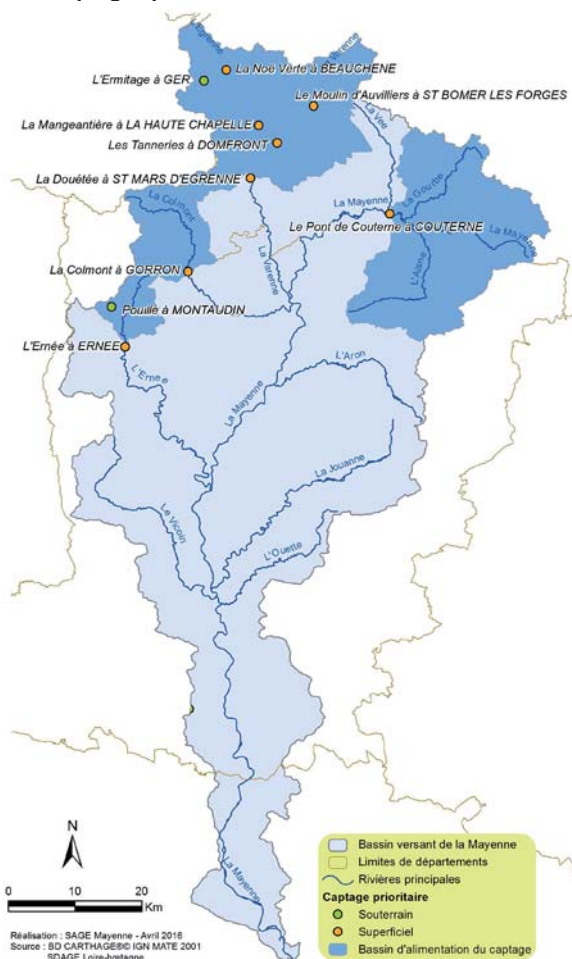 L'Egrenne
La Varenne
La Noë Verte à BEAUCHENE
L'Ermitage à GER
Le Moulin d'Auvilliers à ST BOMER LES FORGES
La Vée
La Mangeantière à LA HAUTE CHAPELLE
Les Tanneries à DOMFRONT
La Douétée à ST MARS D'EGRENNE
La Mayenne
La Gourbe
La Colmont
Le Pont de Couterne à COUTERNE
La Mayenne
La Varenne
L'Aisne
La Colmont à GORRON
Pouillé à MONTAUDIN
L'Ernée à ERNEE
L'Ernée
L'Aron
La Mayenne
La Jouanne
Le Vicoin
L'Ouette
N
0 10 20
Km
La Mayenne
Bassin versant de la Mayenne
Limites de départements
Rivières principales
Captage prioritaire
Souterrain
Superficiel
Bassin d'alimentation du captage
Réalisation : SAGE Mayenne - Avril 2016
Source : BD CARTHAGE®© IGN MATE 2001
SDAGE Loire-bretagne